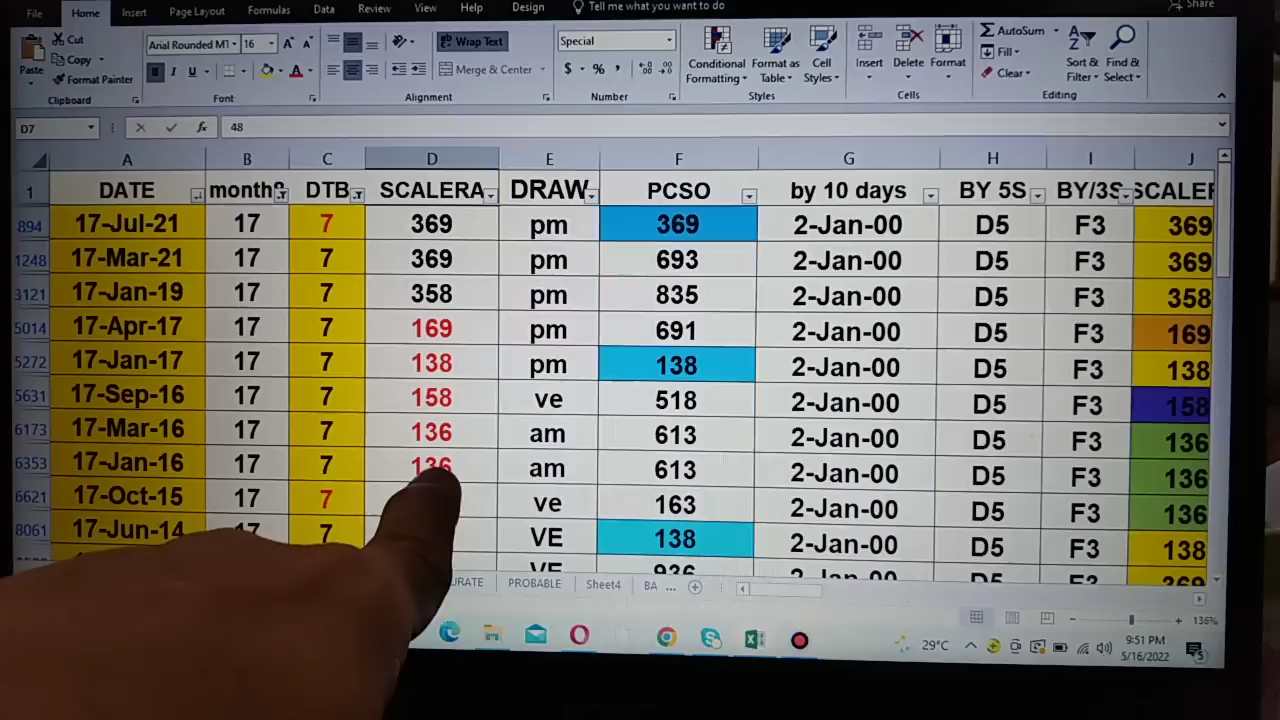 File Home Insert Page Layout Formulas Data Review View Help Design Tell me what you want to do Share
Cut Arial Rounded MT 16 Wrap Text Special AutoSum
Copy Fill
Paste Format Painter Merge & Center Conditional Formatting Format as Table Cell Styles Insert Delete Format Clear Sort & Filter Find & Select
Clipboard Font Alignment Number Styles Cells Editing
D7 fx 48
A B C D E F G H I J
1 DATE DTB SCALERA DRAW PCSO by 10 days BY 5S BY/3S
894 17-Jul-21 17 7 369 pm 369 2-Jan-00 D5 F3 369
1248 17-Mar-21 17 7 369 pm 693 2-Jan-00 D5 F3 369
3121 17-Jan-19 17 7 358 pm 835 2-Jan-00 D5 F3 358
5014 17-Apr-17 17 7 169 pm 691 2-Jan-00 D5 F3 169
5272 17-Jan-17 17 7 138 pm 138 2-Jan-00 D5 F3 138
5631 17-Sep-16 17 7 158 ve 518 2-Jan-00 D5 F3 158
6173 17-Mar-16 17 7 136 am 613 2-Jan-00 D5 F3 136
6353 17-Jan-16 17 7 136 am 613 2-Jan-00 D5 F3 136
6621 17-Oct-15 17 7 ve 163 2-Jan-00 D5 F3 136
8061 17-Jun-14 17 7 VE 138 2-Jan-00 D5 F3 138
VE 936 2-Jan-00 D5 F3 369
PROBABLE Sheet4 BA ...
136%
29°C 9:51 PM
5/16/2022